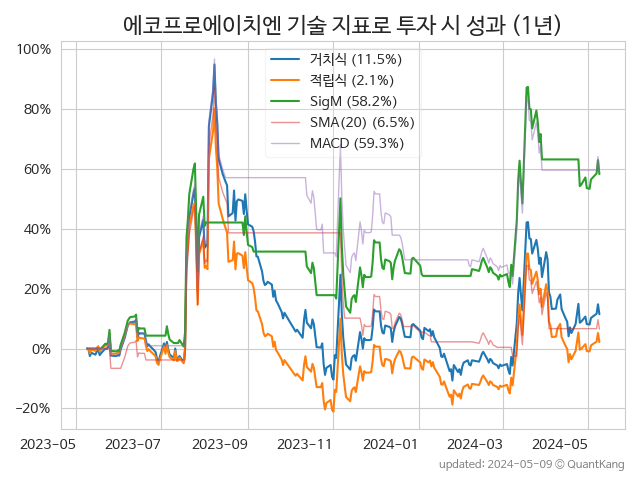 에코프로에이치엔 기술 지표로 투자 시 성과 (1년)
100%
80%
60%
40%
20%
0%
−20%
거치식 (11.5%)
적립식 (2.1%)
SigM (58.2%)
SMA(20) (6.5%)
MACD (59.3%)
2023-05
2023-07
2023-09
2023-11
2024-01
2024-03
2024-05
updated: 2024-05-09 © QuantKang